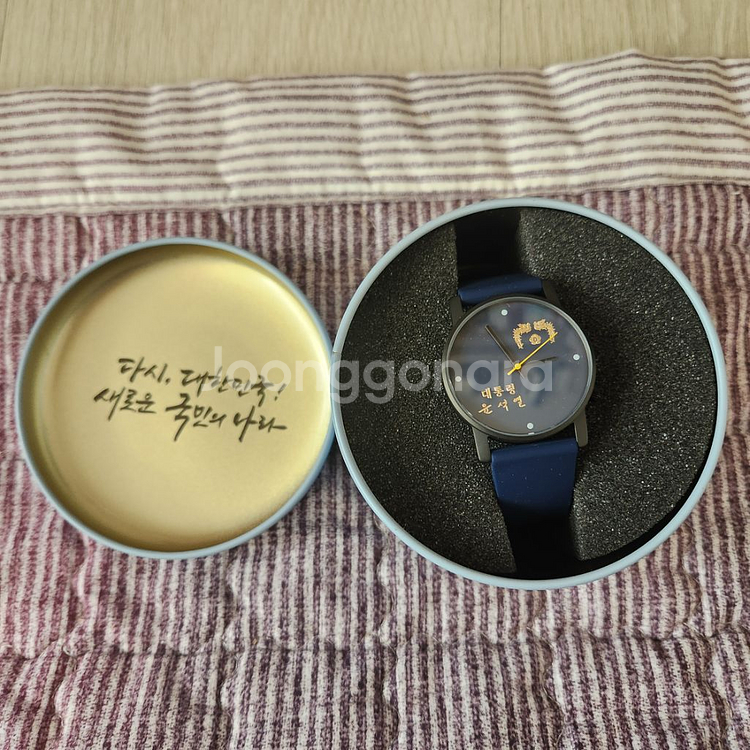 다시, 대한민국!
새로운 국민의 나라
joonggonara
대통령
윤석열